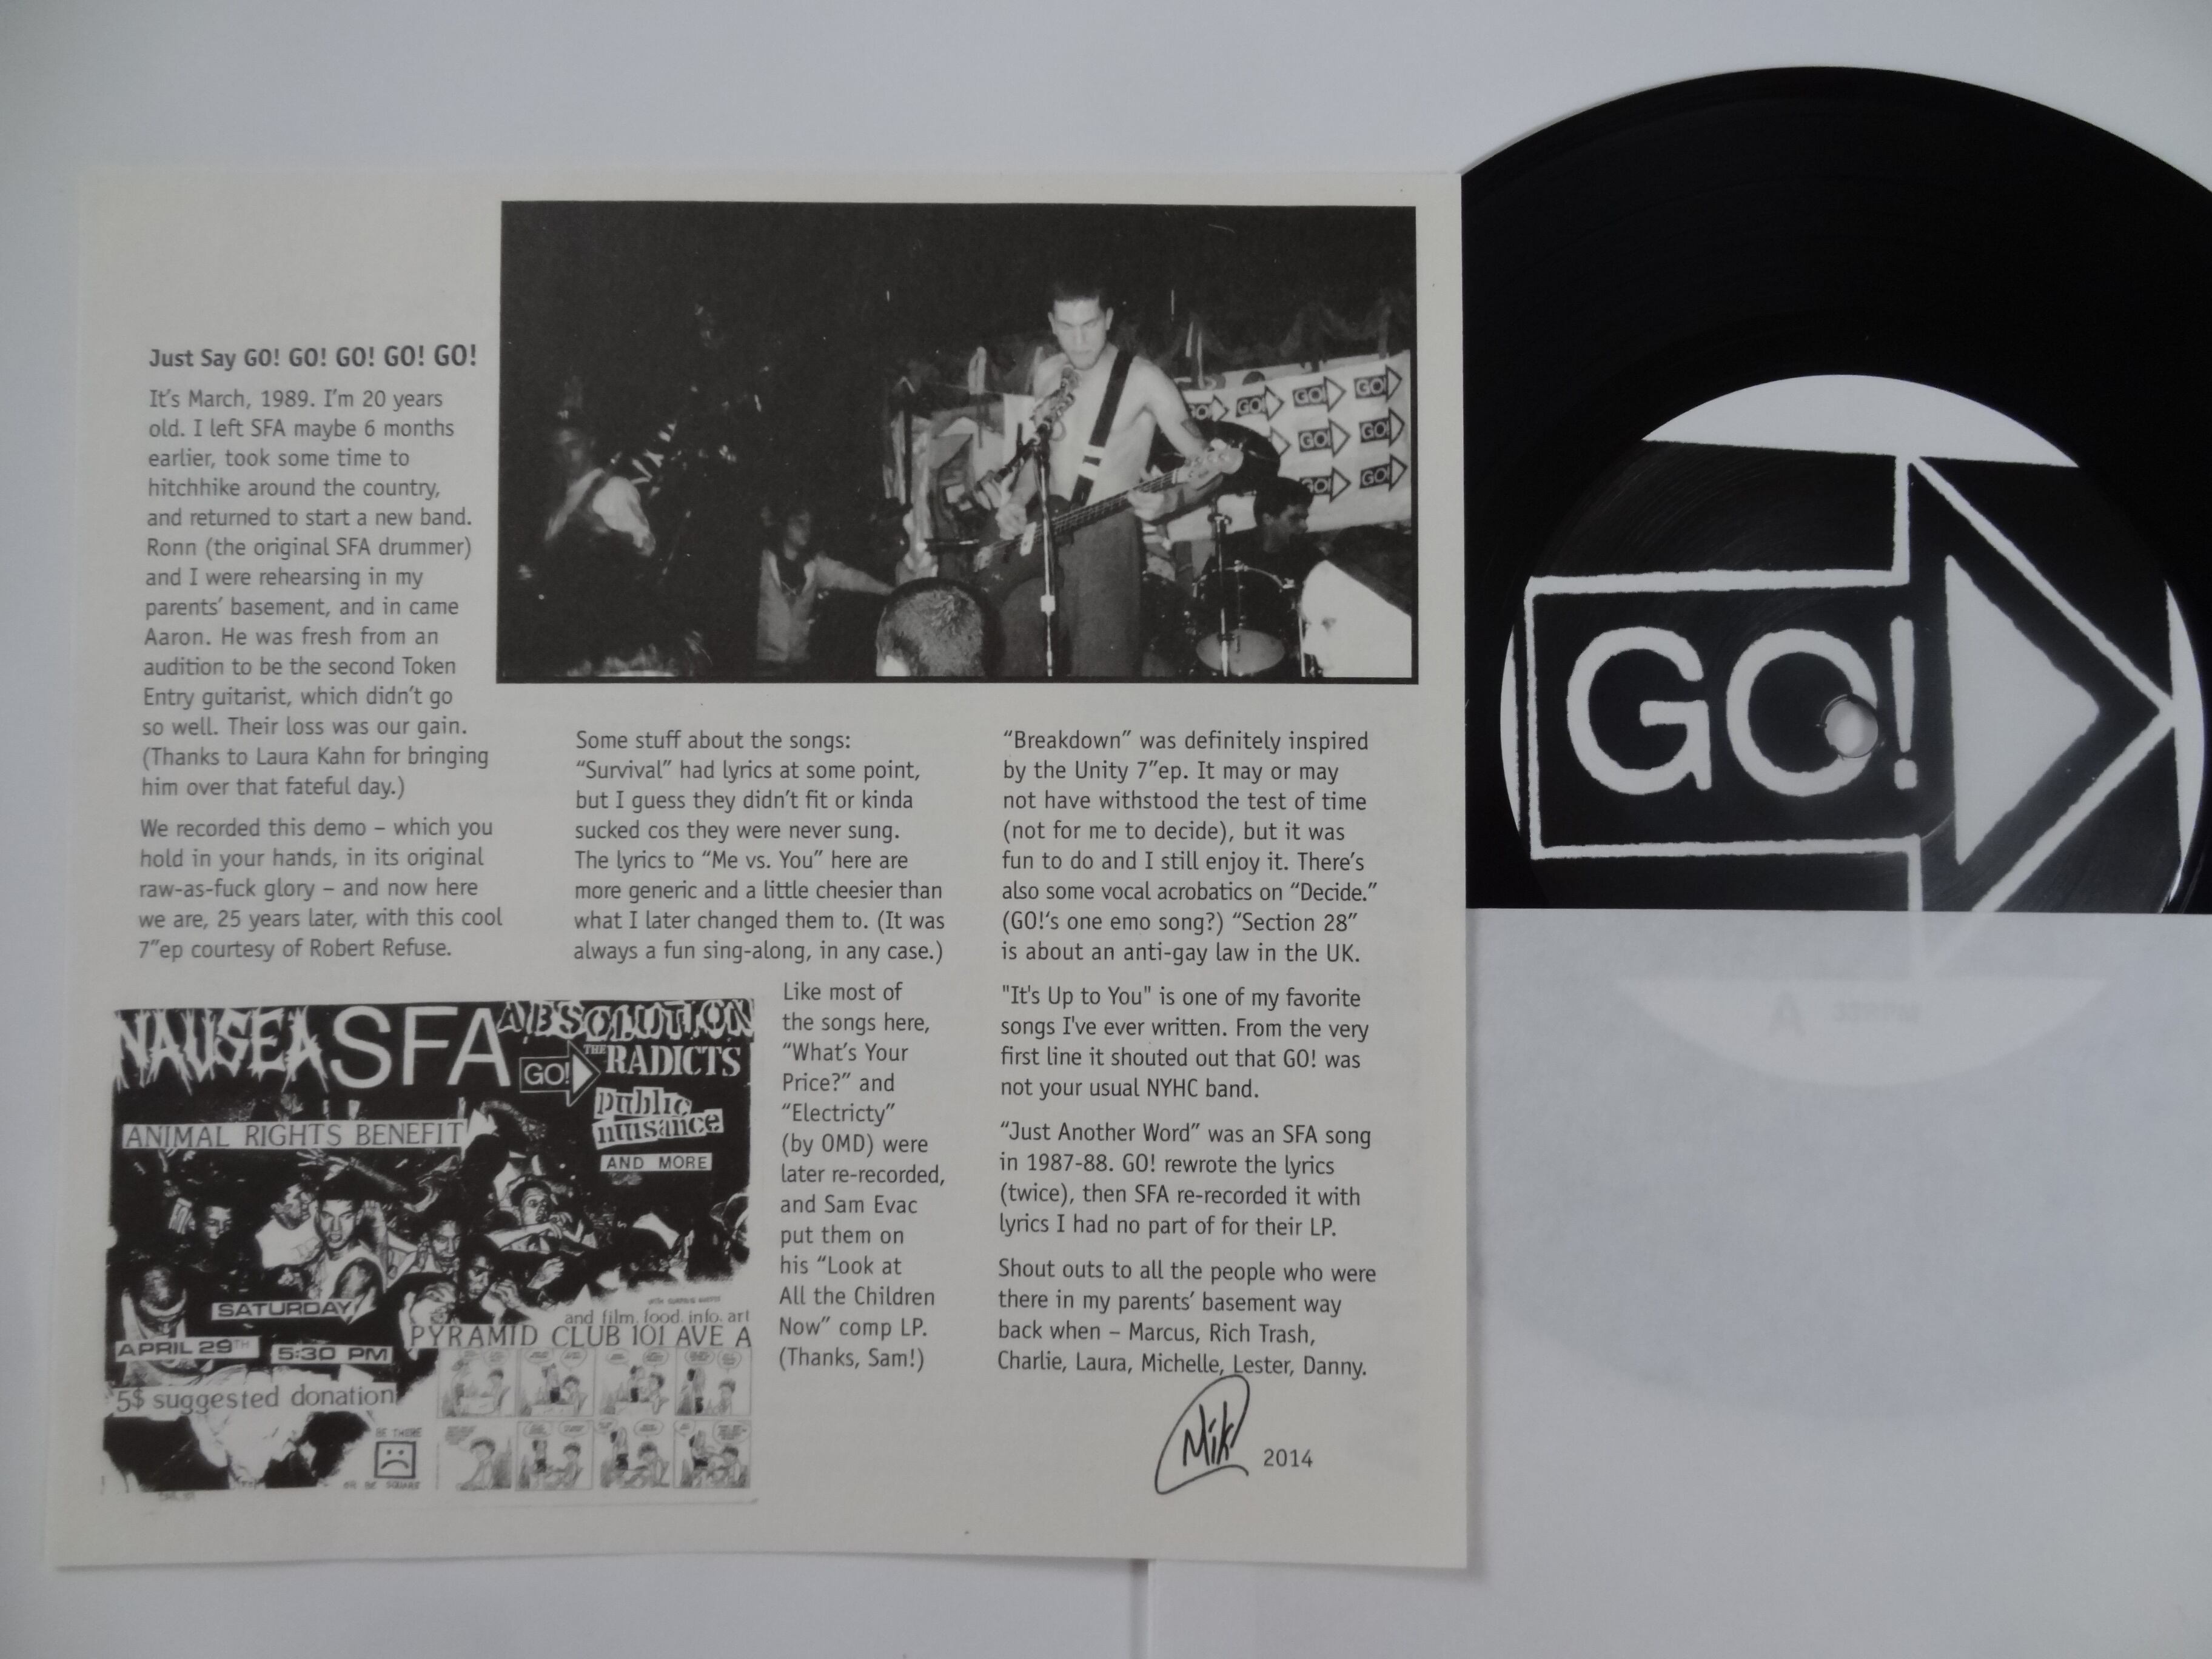 Just Say GO! GO! GO! GO! GO!
It's March, 1989. I'm 20 years
old. I left SFA maybe 6 months
earlier, took some time to
hitchhike around the country,
and returned to start a new band.
Ronn (the original SFA drummer)
and I were rehearsing in my
parents' basement, and in came
Aaron. He was fresh from an
audition to be the second Token
Entry guitarist, which didn't go
so well. Their loss was our gain.
(Thanks to Laura Kahn for bringing
him over that fateful day.)
We recorded this demo – which you
hold in your hands, in its original
raw-as-fuck glory – and now here
we are, 25 years later, with this cool
7"ep courtesy of Robert Refuse.
GO! GO! GO! GO!
GO! GO!
GO! GO!
Some stuff about the songs:
“Survival” had lyrics at some point,
but I guess they didn't fit or kinda
sucked cos they were never sung.
The lyrics to “Me vs. You” here are
more generic and a little cheesier than
what I later changed them to. (It was
always a fun sing-along, in any case.)
Like most of
the songs here,
“What's Your
Price?” and
“Electricty”
(by OMD) were
later re-recorded,
and Sam Evac
put them on
his “Look at
All the Children
Now” comp LP.
(Thanks, Sam!)
“Breakdown” was definitely inspired
by the Unity 7"ep. It may or may
not have withstood the test of time
(not for me to decide), but it was
fun to do and I still enjoy it. There's
also some vocal acrobatics on “Decide.”
(GO!'s one emo song?) “Section 28”
is about an anti-gay law in the UK.
"It's Up to You" is one of my favorite
songs I've ever written. From the very
first line it shouted out that GO! was
not your usual NYHC band.
“Just Another Word” was an SFA song
in 1987-88. GO! rewrote the lyrics
(twice), then SFA re-recorded it with
lyrics I had no part of for their LP.
Shout outs to all the people who were
there in my parents' basement way
back when – Marcus, Rich Trash,
Charlie, Laura, Michelle, Lester, Danny.
Mik 2014
NAUSEA SFA ABSOLUTION
GO! THE RADICTS
public
nuisance
AND MORE
ANIMAL RIGHTS BENEFIT
SATURDAY
APRIL 29TH 5:30 PM
and film, food, info, art
PYRAMID CLUB 101 AVE A
5$ suggested donation
BE THERE
OR BE SQUARE
GO!
A